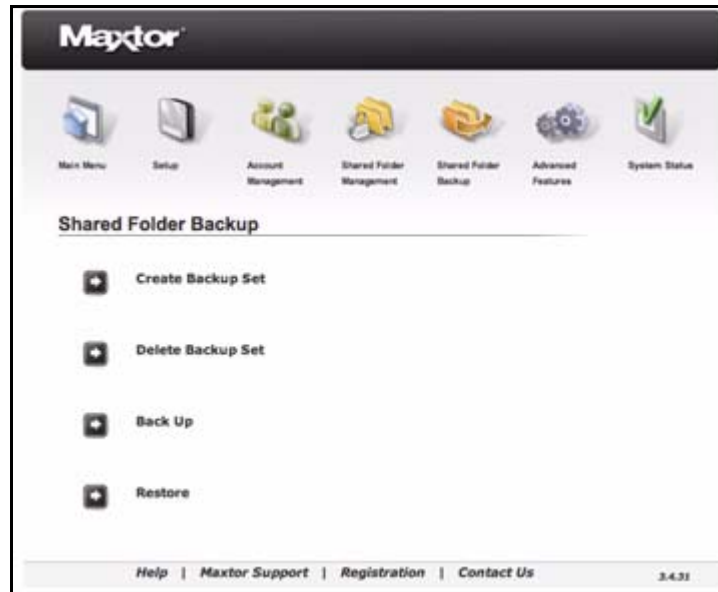 Maxtor
Main Menu
Setup
Account Management
Shared Folder Management
Shared Folder Backup
Advanced Features
System Status
Shared Folder Backup
Create Backup Set
Delete Backup Set
Back Up
Restore
Help | Maxtor Support | Registration | Contact Us
3.4.31